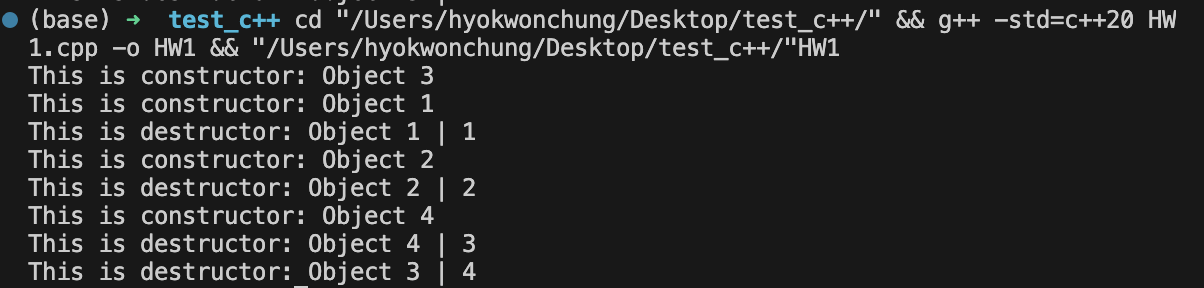 (base) ➜  test_c++ cd "/Users/hyokwonchung/Desktop/test_c++/" && g++ -std=c++20 HW
1.cpp -o HW1 && "/Users/hyokwonchung/Desktop/test_c++/"HW1
This is constructor: Object 3
This is constructor: Object 1
This is destructor: Object 1 | 1
This is constructor: Object 2
This is destructor: Object 2 | 2
This is constructor: Object 4
This is destructor: Object 4 | 3
This is destructor: Object 3 | 4